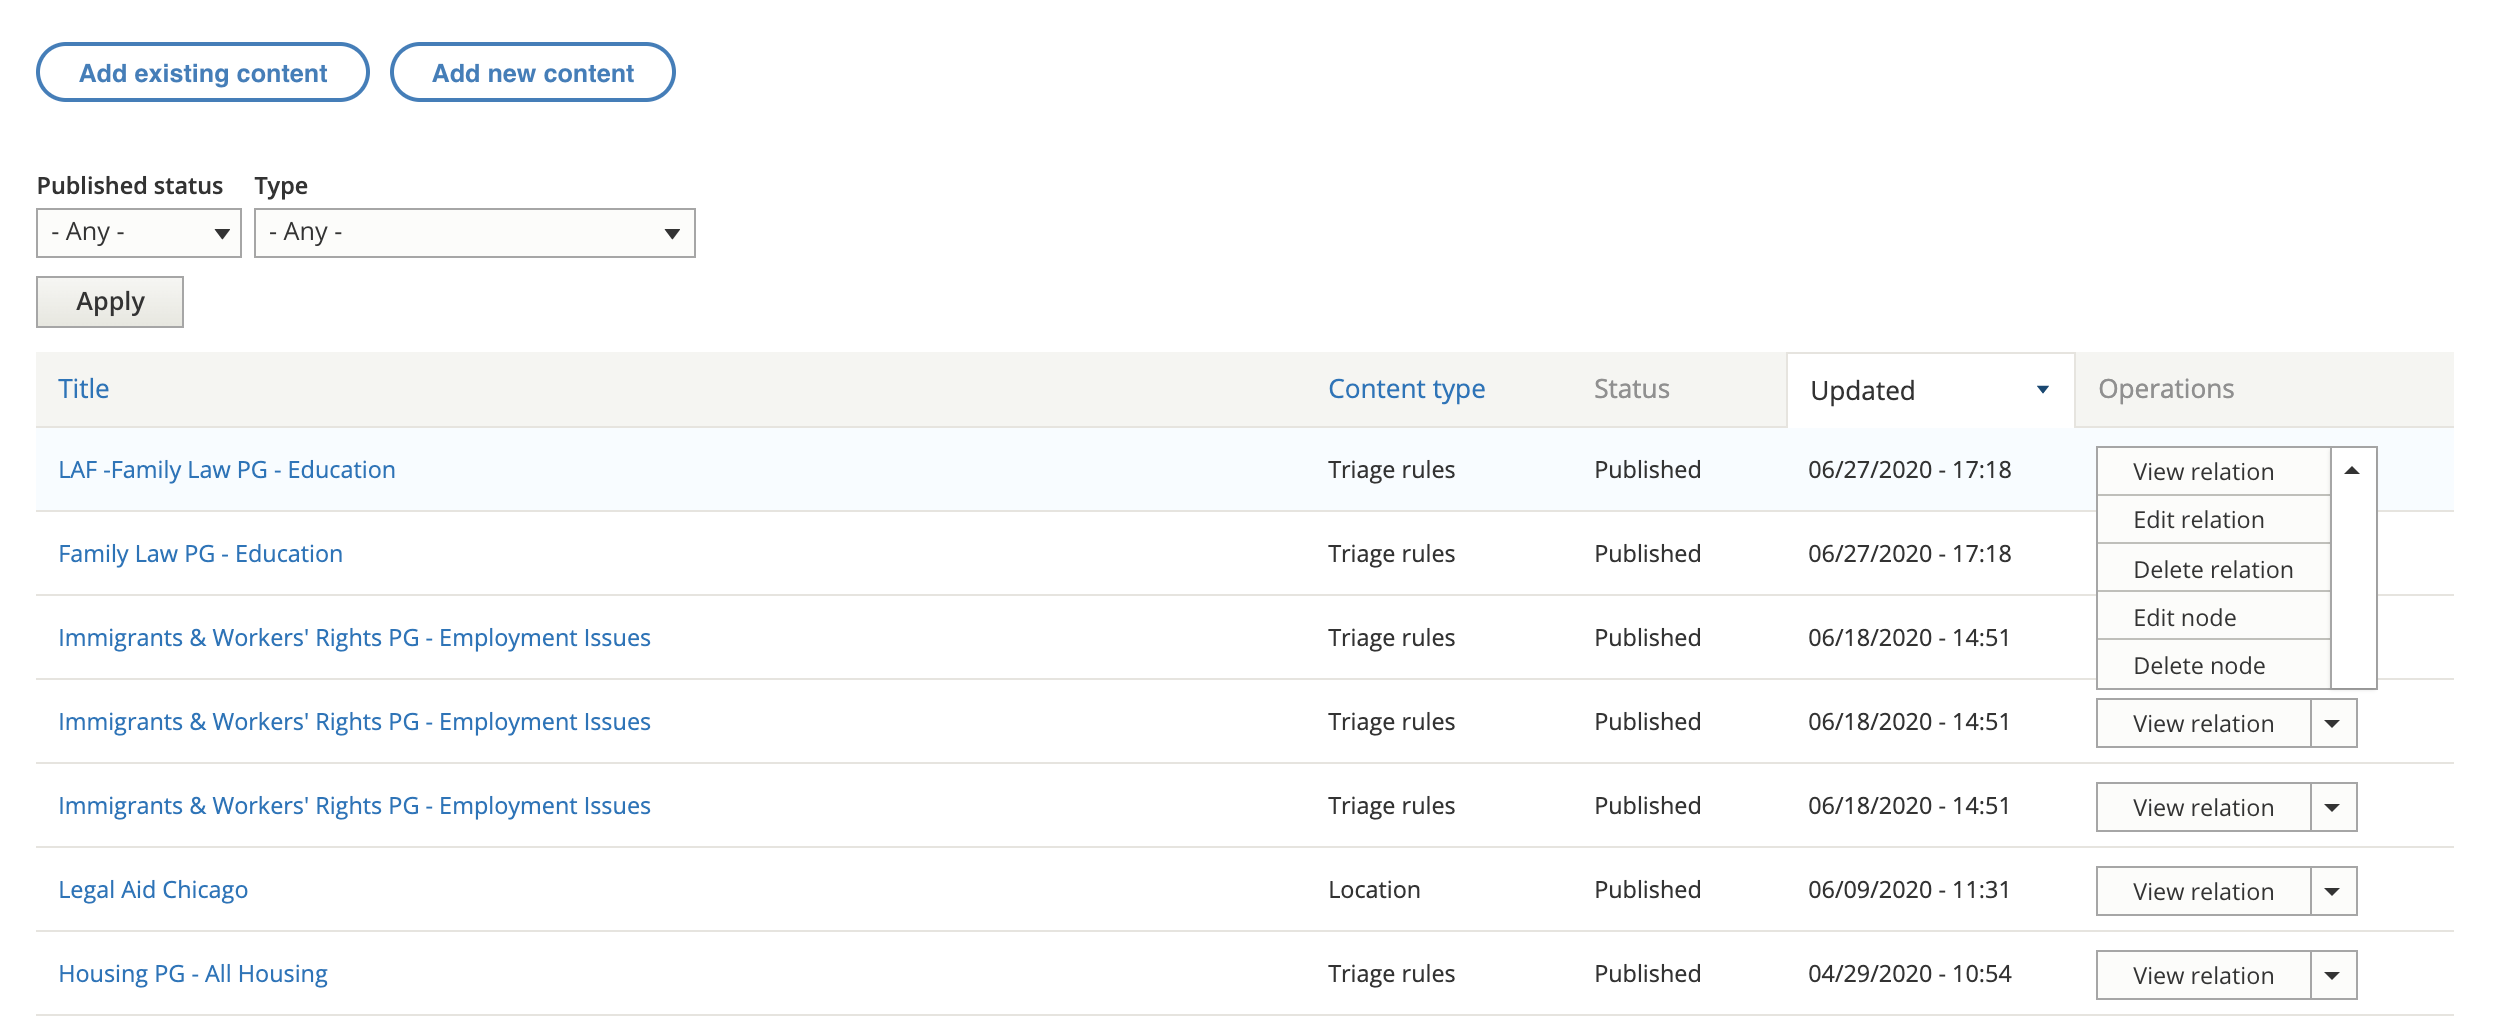 Add existing content Add new content
Published status Type
- Any - - Any -
Apply
Title Content type Status Updated Operations
LAF -Family Law PG - Education Triage rules Published 06/27/2020 - 17:18 View relation
Edit relation
Family Law PG - Education Triage rules Published 06/27/2020 - 17:18
Delete relation
Edit node
Immigrants & Workers' Rights PG - Employment Issues Triage rules Published 06/18/2020 - 14:51
Delete node
Immigrants & Workers' Rights PG - Employment Issues Triage rules Published 06/18/2020 - 14:51 View relation
Immigrants & Workers' Rights PG - Employment Issues Triage rules Published 06/18/2020 - 14:51 View relation
Legal Aid Chicago Location Published 06/09/2020 - 11:31 View relation
Housing PG - All Housing Triage rules Published 04/29/2020 - 10:54 View relation